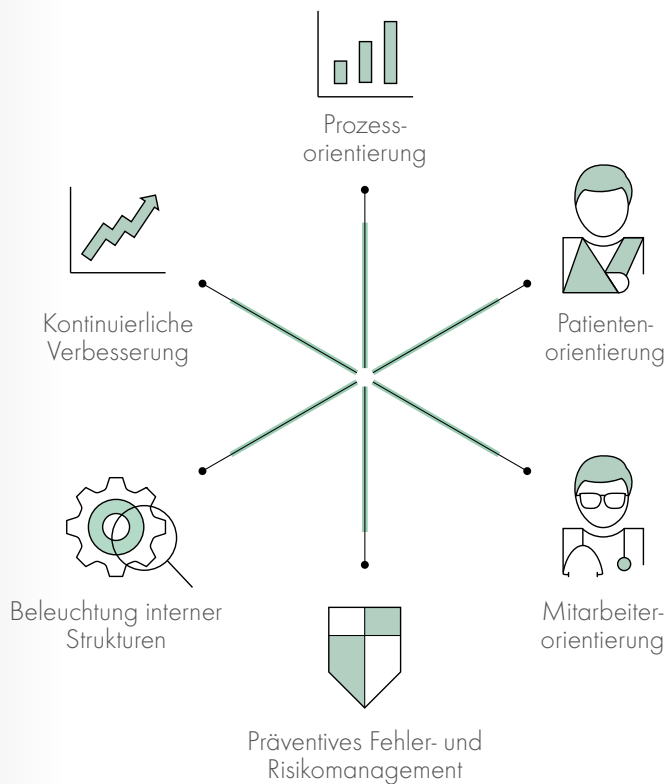 Prozess-
orientierung
Kontinuierliche
Verbesserung
Patienten-
orientierung
Beleuchtung interner
Strukturen
Mitarbeiter-
orientierung
Präventives Fehler- und
Risikomanagement